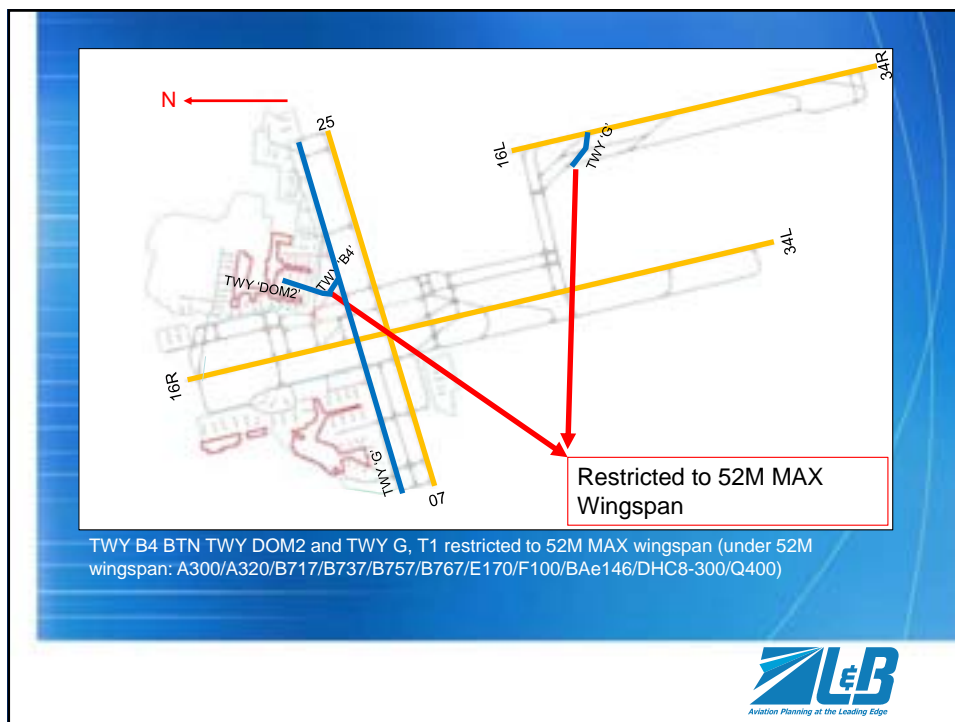 N
25
34R
16L
TWY 'G'
TWY 'B4'
TWY 'DOM2'
34L
16R
TWY 'G'
07
Restricted to 52M MAX
Wingspan
TWY B4 BTN TWY DOM2 and TWY G, T1 restricted to 52M MAX wingspan (under 52M
wingspan: A300/A320/B717/B737/B757/B767/E170/F100/BAe146/DHC8-300/Q400)
L&B
Aviation Planning at the Leading Edge